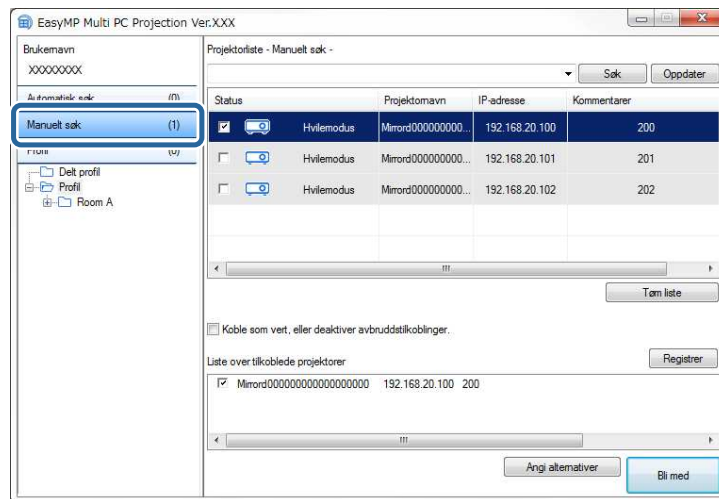 EasyMP Multi PC Projection Ver.XXX
Brukernavn
XXXXXXXX
Automatisk søk (0)
Manuelt søk (1)
Profil (0)
Delt profil
Profil
Room A
Projektorliste - Manuelt søk -
Søk Oppdater
Status Projektornavn IP-adresse Kommentarer
Hvilemodus Mirrord000000000... 192.168.20.100 200
Hvilemodus Mirrord000000000... 192.168.20.101 201
Hvilemodus Mirrord000000000... 192.168.20.102 202
Tøm liste
Koble som vert, eller deaktiver avbruddstilkoblinger.
Liste over tilkoblede projektorer Registrer
Mirrord00000000000000000000 192.168.20.100 200
Angi alternativer Bli med